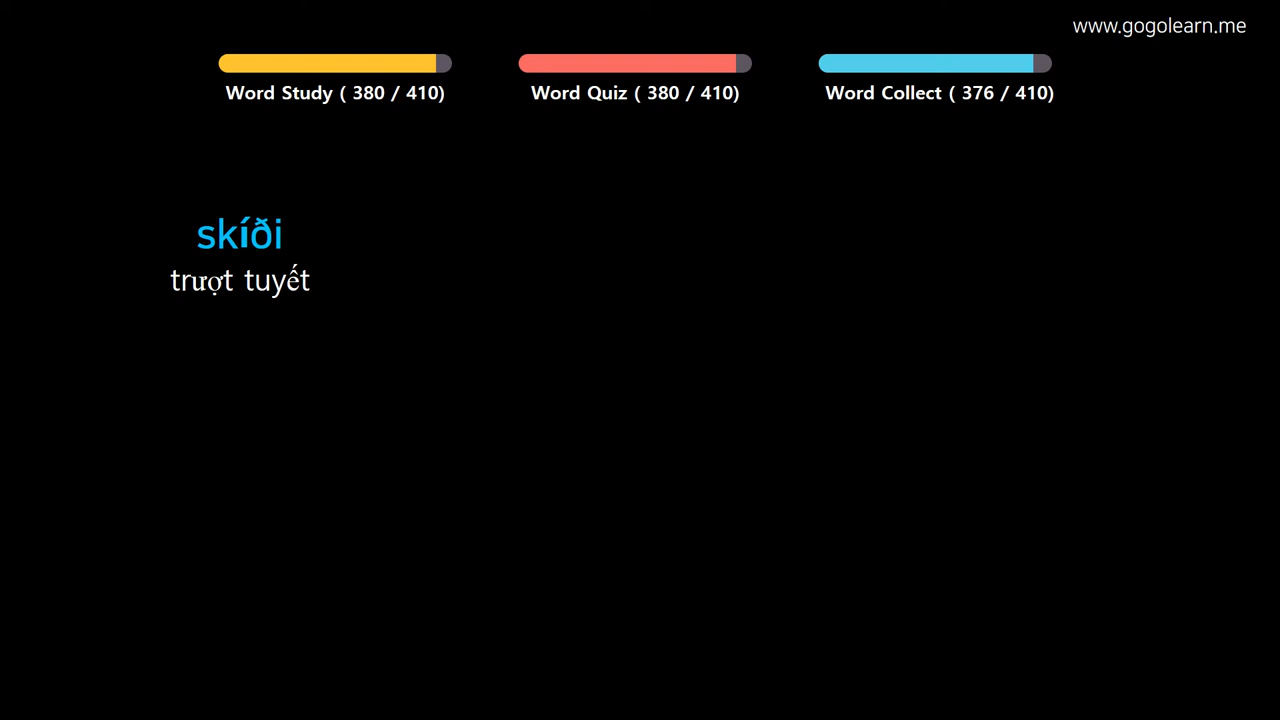 www.gogolearn.me
Word Study ( 380 / 410)
Word Quiz ( 380 / 410)
Word Collect ( 376 / 410)
skíði
trượt tuyết